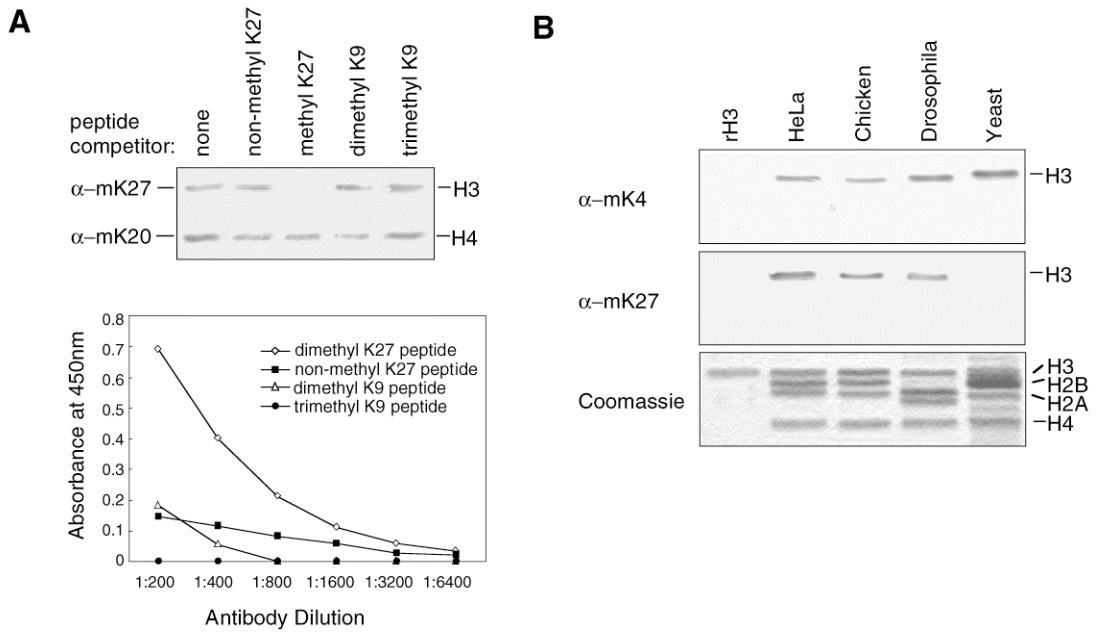 A
peptide
competitor:
none
non-methyl K27
methyl K27
dimethyl K9
trimethyl K9
α–mK27
H3
α–mK20
H4
Absorbance at 450nm
0.8
0.7
0.6
0.5
0.4
0.3
0.2
0.1
0
dimethyl K27 peptide
non-methyl K27 peptide
dimethyl K9 peptide
trimethyl K9 peptide
1:200 1:400 1:800 1:1600 1:3200 1:6400
Antibody Dilution
B
rH3
HeLa
Chicken
Drosophila
Yeast
α–mK4
H3
α–mK27
H3
Coomassie
H3
H2B
H2A
H4